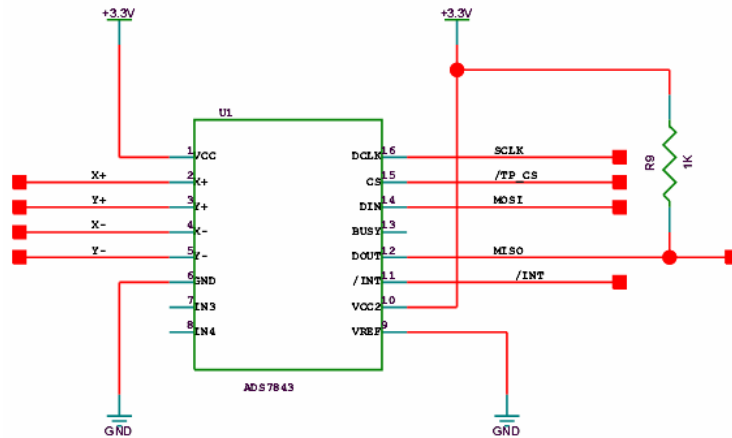 +3.3V
+3.3V
U1
1 VCC
DCLK 16
SCLK
R9
1K
X+
2 X+
CS 15
/TP_CS
Y+
3 Y+
DIN 14
MOSI
X-
4 X-
BUSY 13
Y-
5 Y-
DOUT 12
MISO
6 GND
/INT 11
/INT
7 IN3
VCC2 10
8 IN4
VREF 9
ADS7843
GND
GND